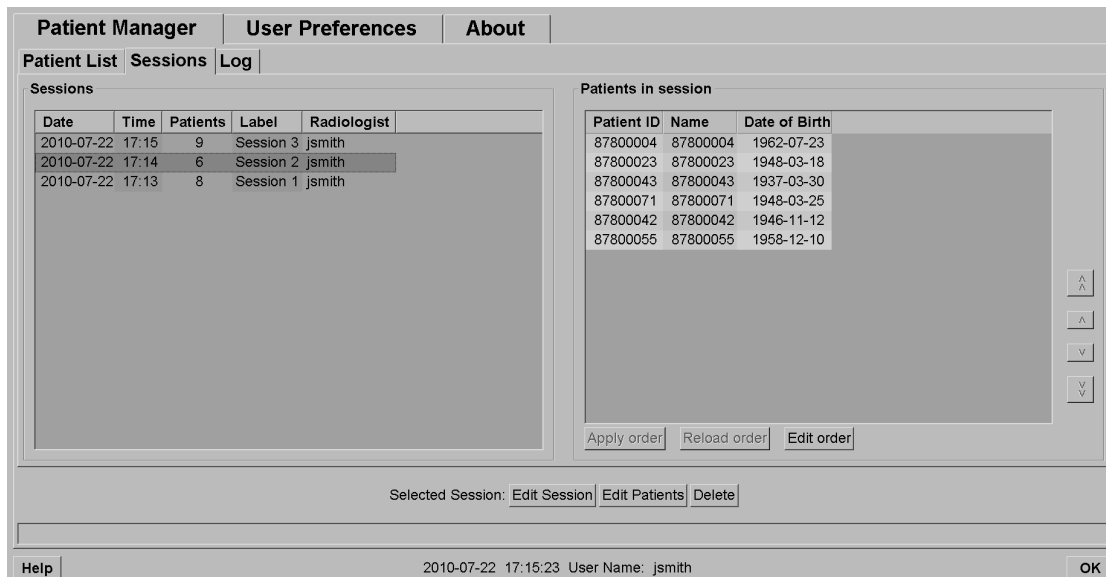 Patient Manager User Preferences About
Patient List Sessions Log
Sessions
Date Time Patients Label Radiologist
2010-07-22 17:15 9 Session 3 jsmith
2010-07-22 17:14 6 Session 2 jsmith
2010-07-22 17:13 8 Session 1 jsmith
Patients in session
Patient ID Name Date of Birth
87800004 87800004 1962-07-23
87800023 87800023 1948-03-18
87800043 87800043 1937-03-30
87800071 87800071 1948-03-25
87800042 87800042 1946-11-12
87800055 87800055 1958-12-10
Apply order Reload order Edit order
Selected Session: Edit Session Edit Patients Delete
Help 2010-07-22 17:15:23 User Name: jsmith OK